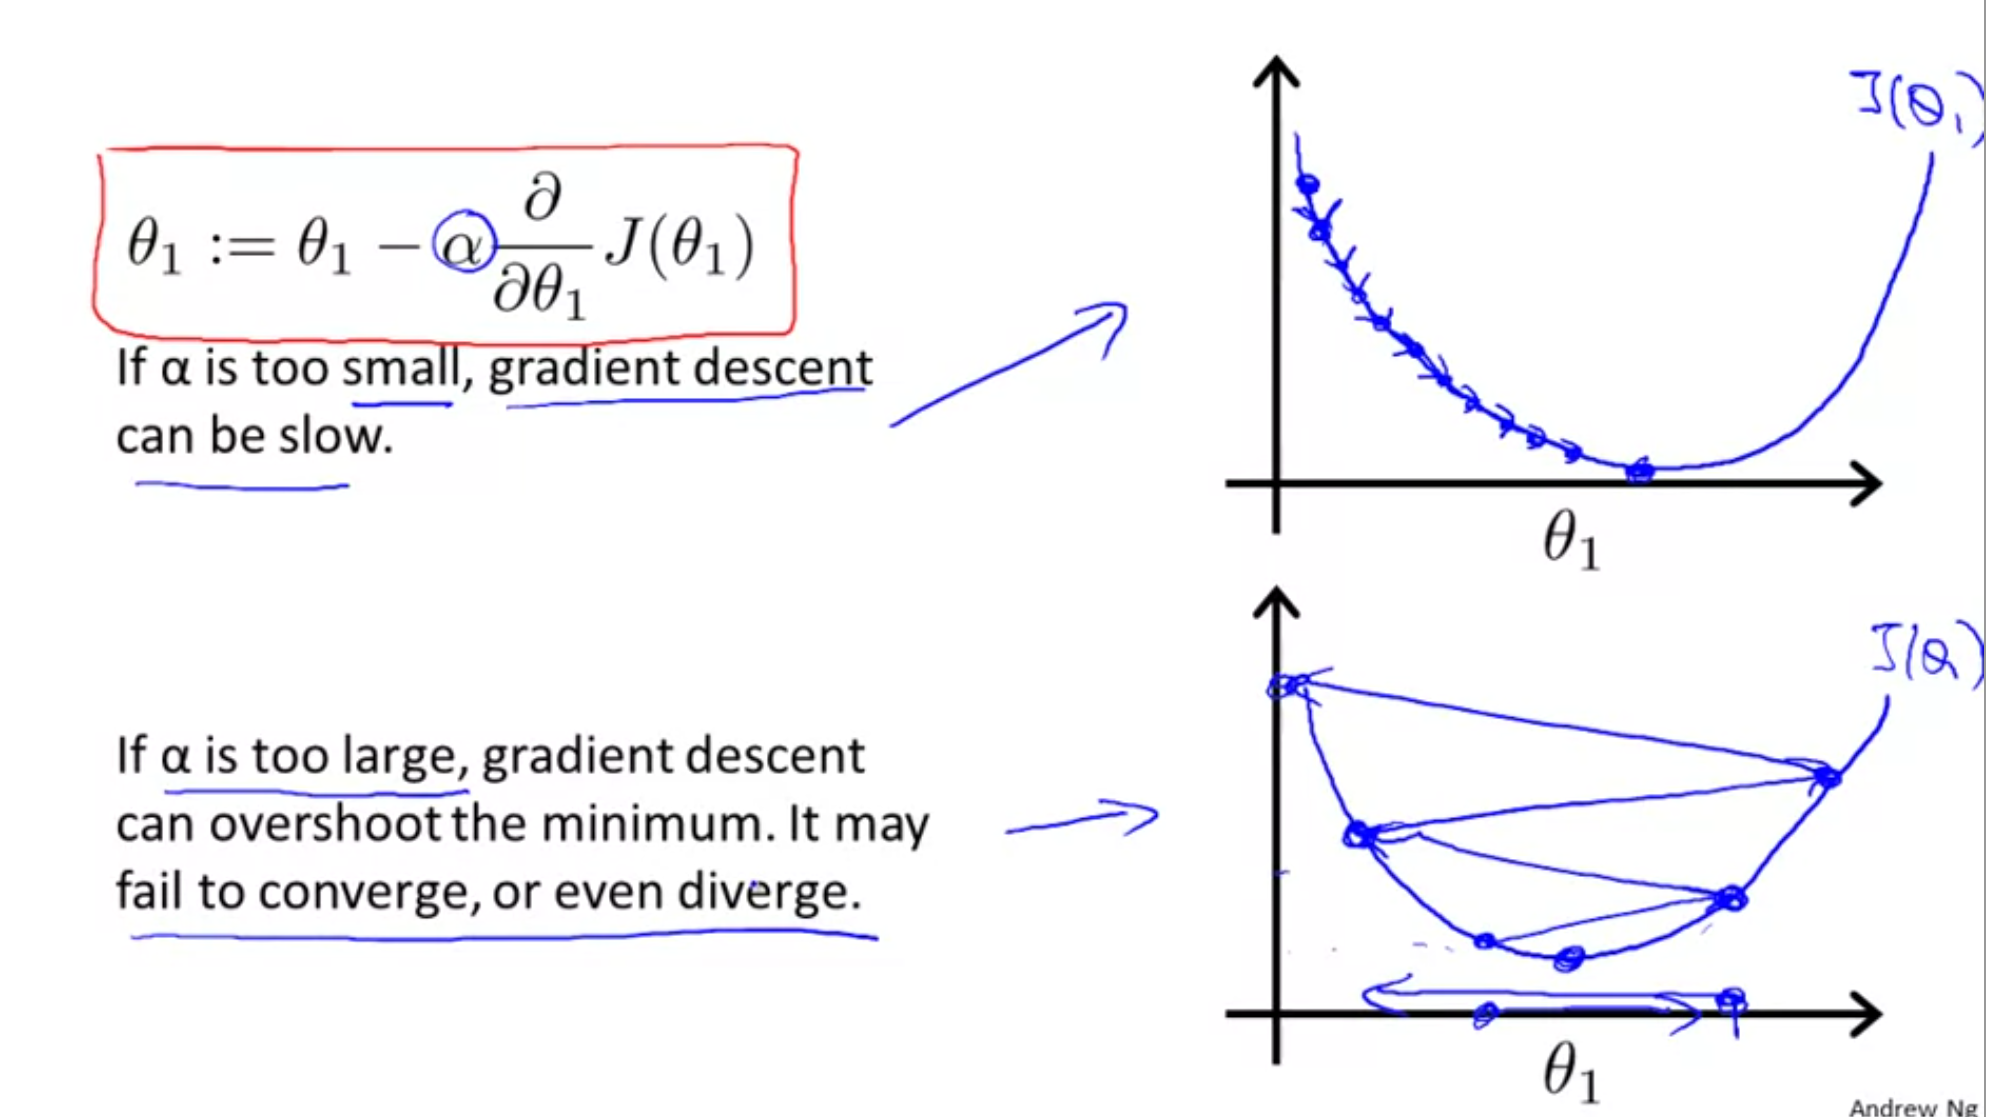 θ₁ := θ₁ − α ∂/∂θ₁ J(θ₁)
If α is too small, gradient descent
can be slow.
J(θ₁)
θ₁
If α is too large, gradient descent
can overshoot the minimum. It may
fail to converge, or even diverge.
J(θ₁)
θ₁
Andrew Ng